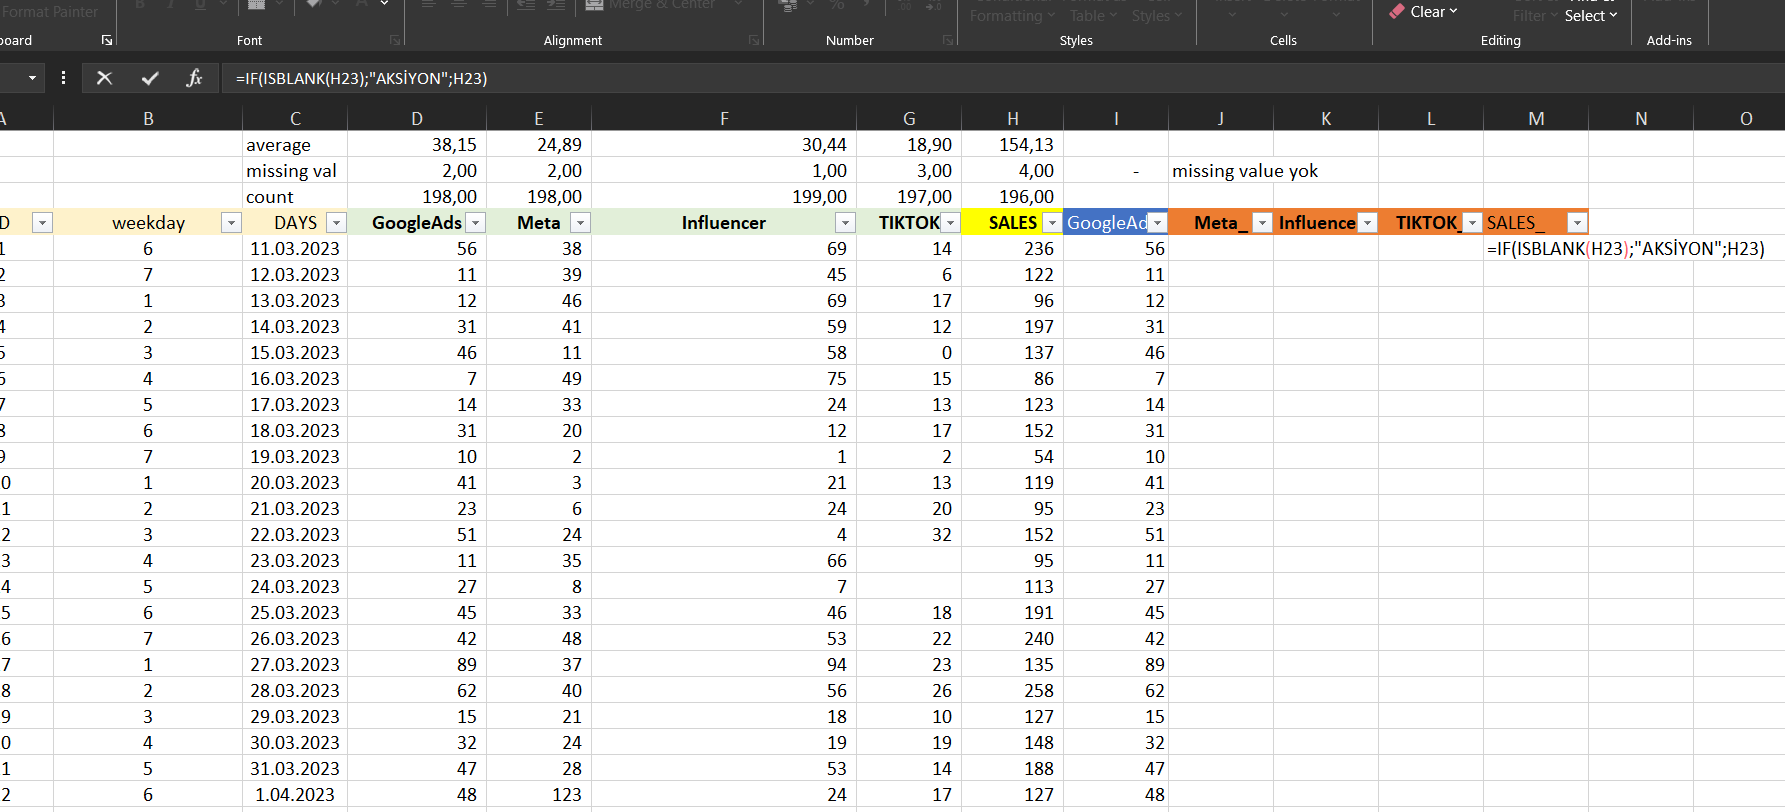 Format Painter Merge & Center % Conditional Format as Cell Insert Delete Format Sort & Find & Add-ins
Formatting Table Styles Clear Filter Select
board Font Alignment Number Styles Cells Editing Add-ins
fx =IF(ISBLANK(H23);"AKSİYON";H23)
A B C D E F G H I J K L M N O
average 38,15 24,89 30,44 18,90 154,13
missing val 2,00 2,00 1,00 3,00 4,00 - missing value yok
count 198,00 198,00 199,00 197,00 196,00
D weekday DAYS GoogleAds Meta Influencer TIKTOK SALES GoogleAd Meta_ Influence TIKTOK_ SALES_
1 6 11.03.2023 56 38 69 14 236 56 =IF(ISBLANK(H23);"AKSİYON";H23)
2 7 12.03.2023 11 39 45 6 122 11
3 1 13.03.2023 12 46 69 17 96 12
4 2 14.03.2023 31 41 59 12 197 31
5 3 15.03.2023 46 11 58 0 137 46
6 4 16.03.2023 7 49 75 15 86 7
7 5 17.03.2023 14 33 24 13 123 14
8 6 18.03.2023 31 20 12 17 152 31
9 7 19.03.2023 10 2 1 2 54 10
0 1 20.03.2023 41 3 21 13 119 41
1 2 21.03.2023 23 6 24 20 95 23
2 3 22.03.2023 51 24 4 32 152 51
3 4 23.03.2023 11 35 66 95 11
4 5 24.03.2023 27 8 7 113 27
5 6 25.03.2023 45 33 46 18 191 45
6 7 26.03.2023 42 48 53 22 240 42
7 1 27.03.2023 89 37 94 23 135 89
8 2 28.03.2023 62 40 56 26 258 62
9 3 29.03.2023 15 21 18 10 127 15
0 4 30.03.2023 32 24 19 19 148 32
1 5 31.03.2023 47 28 53 14 188 47
2 6 1.04.2023 48 123 24 17 127 48